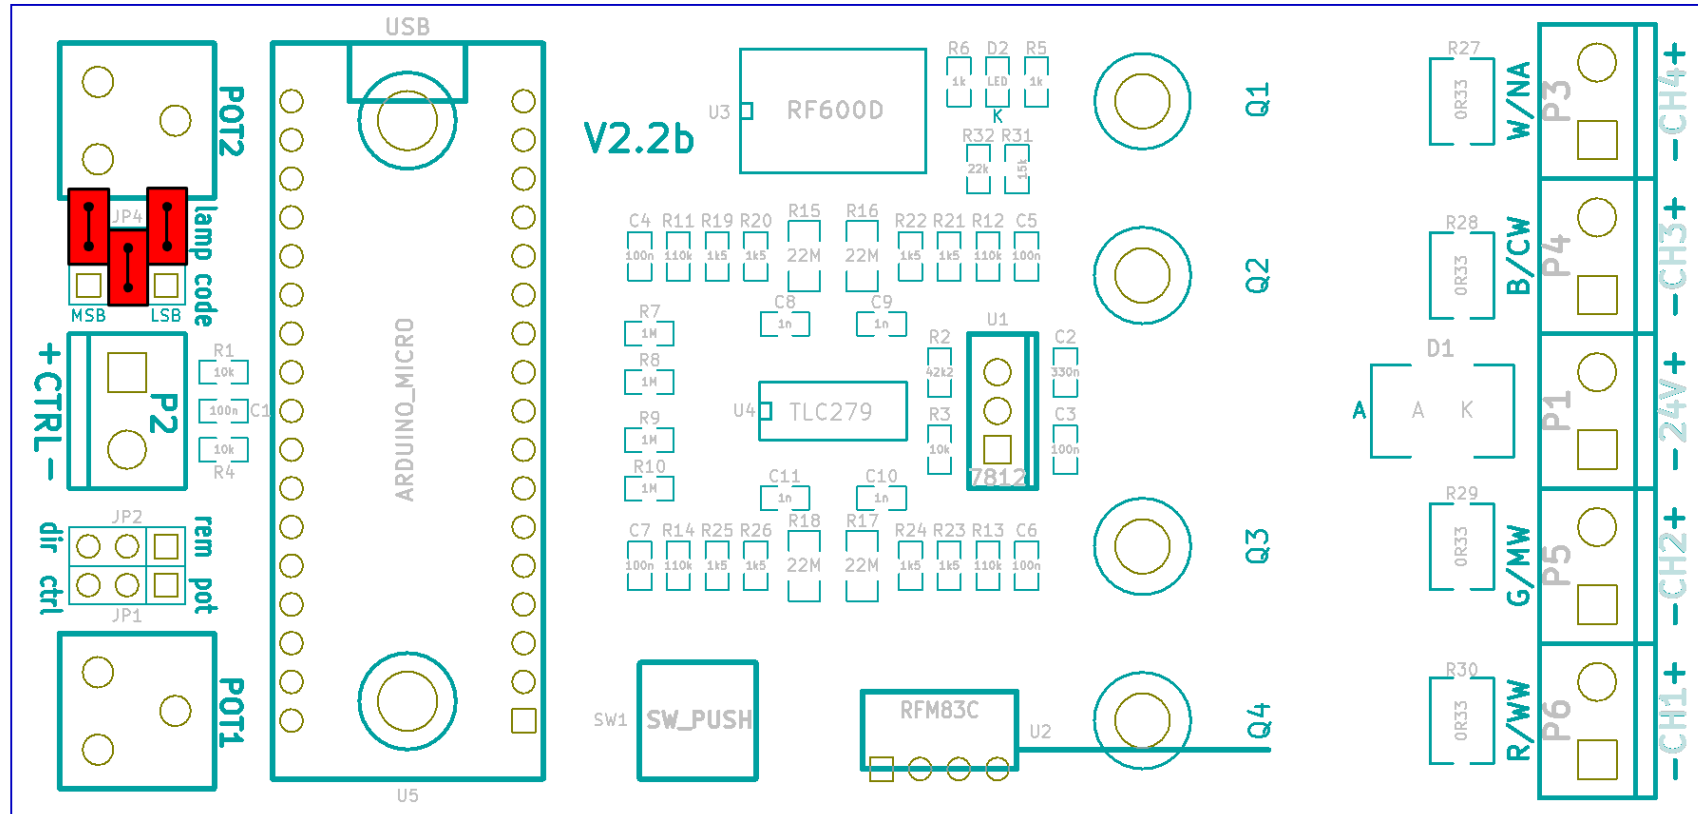 USB
POT2
JP4
lamp code
MSB
LSB
+CTRL-
P2
R1
10k
100n
C1
10k
R4
JP2
dir
rem
ctrl
pot
JP1
POT1
ARDUINO_MICRO
U5
V2.2b
U3
RF600D
R6
D2
R5
1k
LED
1k
K
R32
R31
22k
15k
C4
R11
R19
R20
R15
R16
R22
R21
R12
C5
100n
110k
1k5
1k5
22M
22M
1k5
1k5
110k
100n
C8
C9
1n
1n
R7
1M
R8
1M
R9
1M
R10
1M
U4
TLC279
U1
R2
42k2
R3
10k
7812
C2
330n
C3
100n
C11
C10
1n
1n
C7
R14
R25
R26
R18
R17
R24
R23
R13
C6
100n
110k
1k5
1k5
22M
22M
1k5
1k5
110k
100n
SW1
SW_PUSH
RFM83C
U2
Q1
Q2
Q3
Q4
R27
0R33
W/NA
P3
-CH4+
R28
0R33
B/CW
P4
-CH3+
D1
A
A
K
P1
-24V+
R29
0R33
G/MW
P5
-CH2+
R30
0R33
R/WW
P6
-CH1+